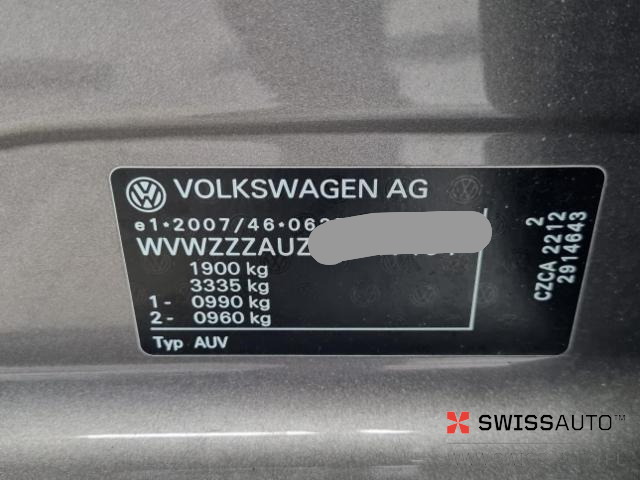 VOLKSWAGEN AG
e1*2007/46*06
WVWZZZAUZ
1900 kg
3335 kg
1- 0990 kg
2- 0960 kg
Typ AUV
2
CZCA 2212
2914643
SWISSAUTO™